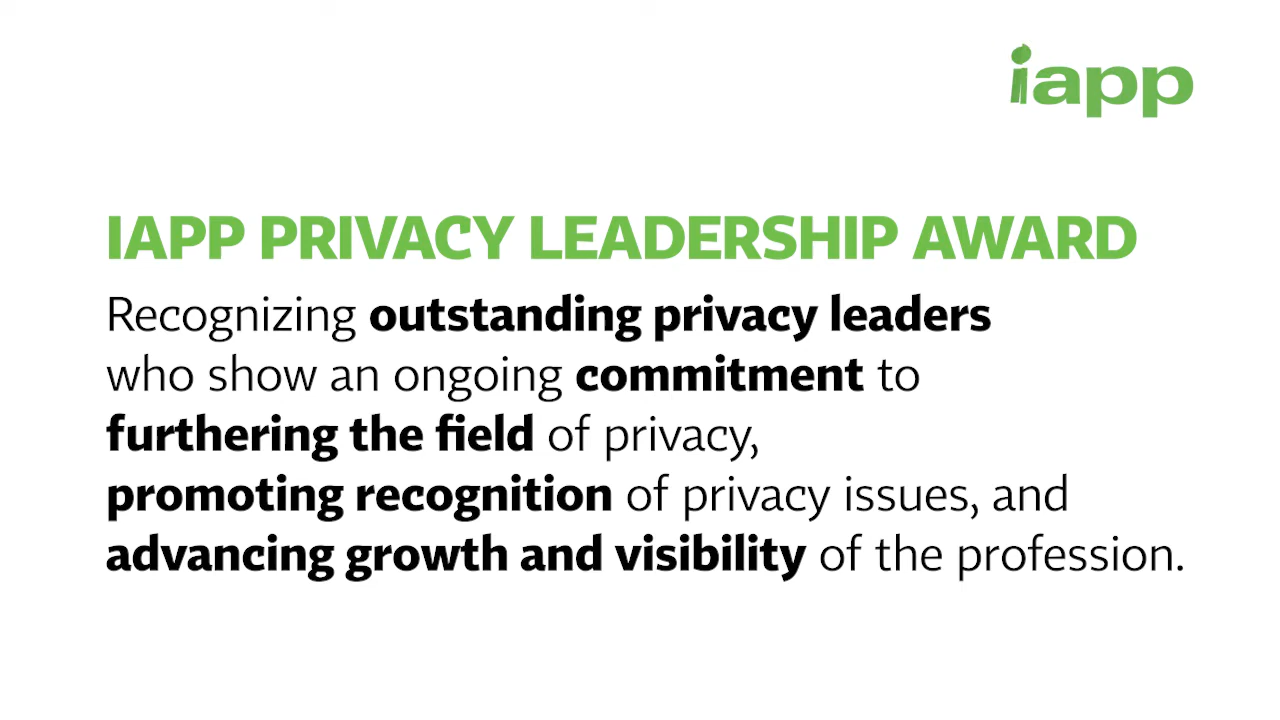 iapp
IAPP PRIVACY LEADERSHIP AWARD
Recognizing outstanding privacy leaders
who show an ongoing commitment to
furthering the field of privacy,
promoting recognition of privacy issues, and
advancing growth and visibility of the profession.